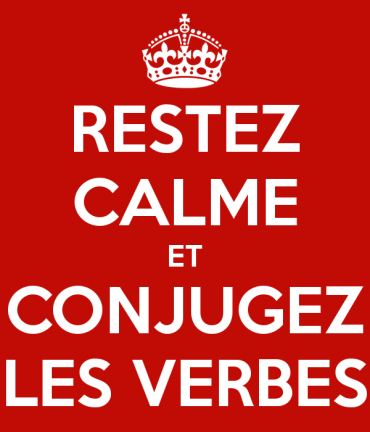 RESTEZ
CALME
ET
CONJUGEZ
LES VERBES